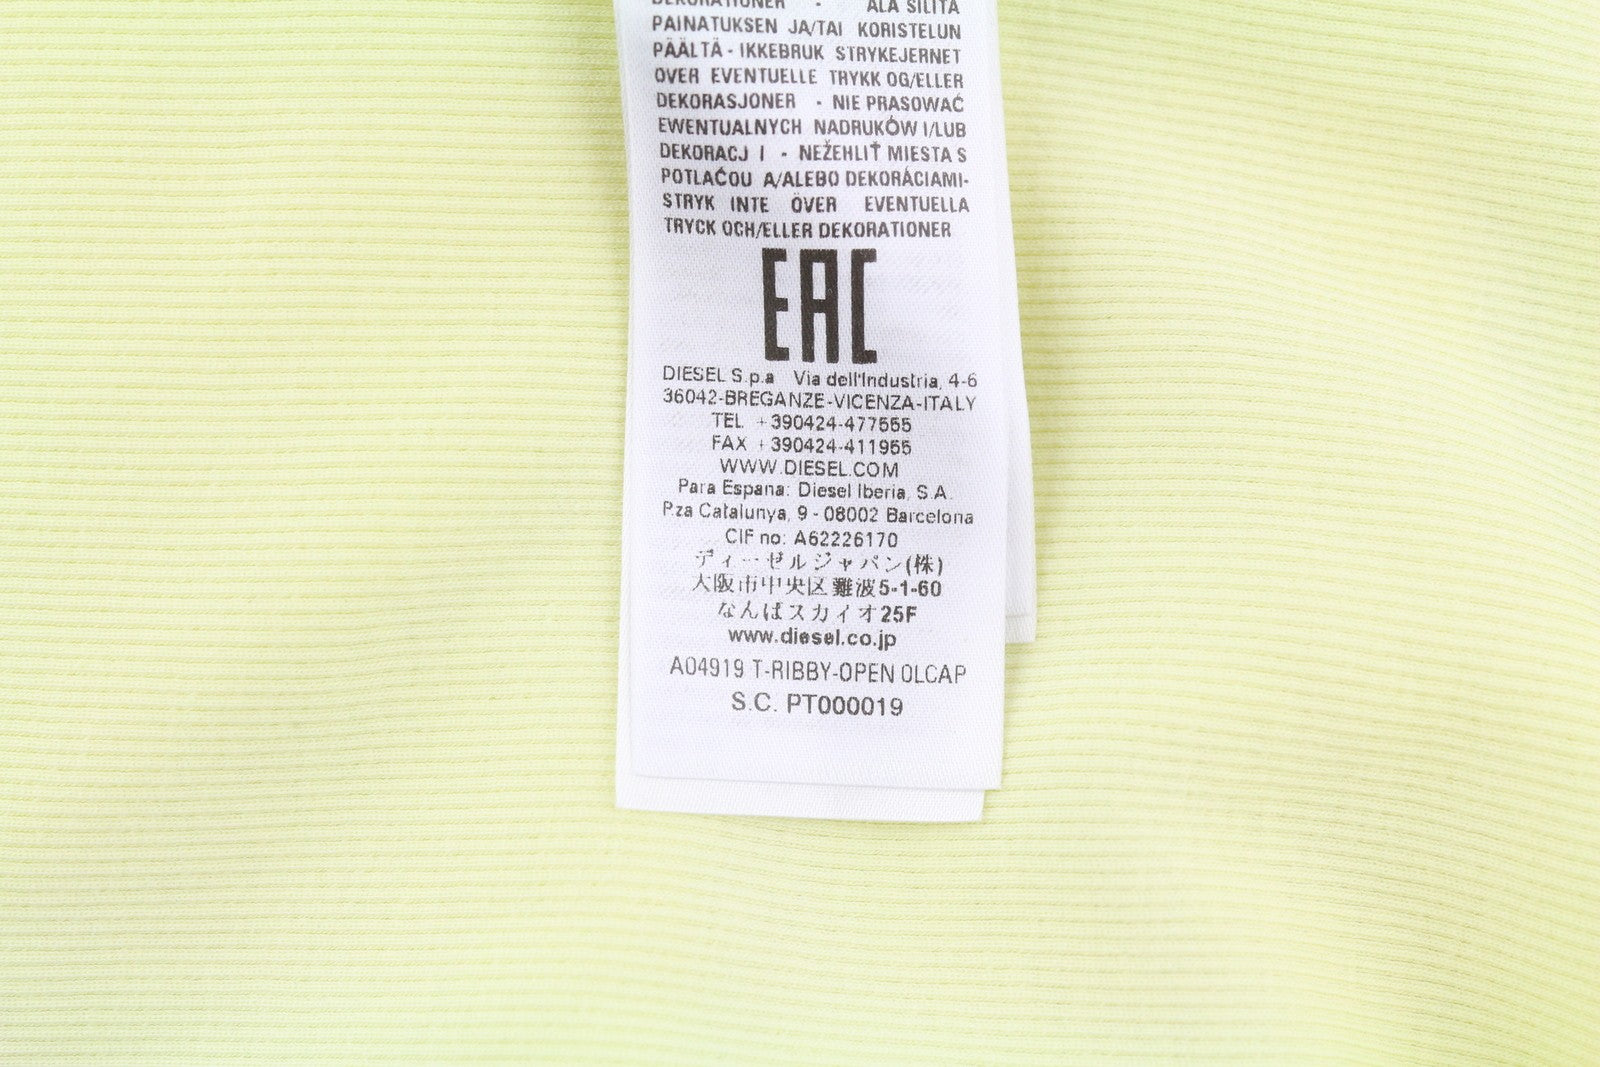 DEKORATIONER - ÄLÄ SILITÄ
PAINATUKSEN JA/TAI KORISTELUN
PÄÄLTÄ - IKKEBRUK STRYKEJERNET
OVER EVENTUELLE TRYKK OG/ELLER
DEKORASJONER - NIE PRASOWAĆ
EWENTUALNYCH NADRUKÓW I/LUB
DEKORACJ I - NEŽEHLIŤ MIESTA S
POTLAČOU A/ALEBO DEKORÁCIAMI-
STRYK INTE ÖVER EVENTUELLA
TRYCK OCH/ELLER DEKORATIONER
EAC
DIESEL S.p.a Via dell'Industria, 4-6
36042-BREGANZE-VICENZA-ITALY
TEL +390424-477555
FAX +390424-411955
WWW.DIESEL.COM
Para Espana: Diesel Iberia, S.A.
P.za Catalunya, 9 - 08002 Barcelona
CIF no: A62226170
ディーゼルジャパン(株)
大阪市中央区難波5-1-60
なんばスカイオ25F
www.diesel.co.jp
A04919 T-RIBBY-OPEN OLCAP
S.C. PT000019